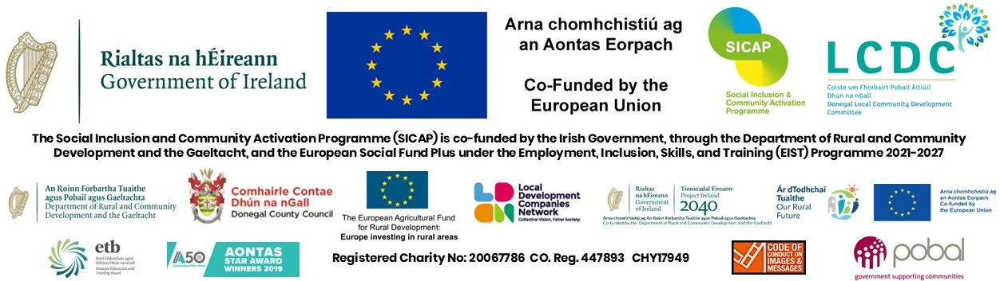 Rialtas na hÉireann
Government of Ireland
Arna chomhchistiú ag
an Aontas Eorpach
Co-Funded by the
European Union
SICAP
Social Inclusion &
Community Activation
Programme
LCDC
Coiste um Fhorbairt Pobail Áitiúil
Dhún na nGall
Donegal Local Community Development
Committee
The Social Inclusion and Community Activation Programme (SICAP) is co-funded by the Irish Government, through the Department of Rural and Community
Development and the Gaeltacht, and the European Social Fund Plus under the Employment, Inclusion, Skills, and Training (EIST) Programme 2021-2027
An Roinn Forbartha Tuaithe
agus Pobail agus Gaeltachta
Department of Rural and Community
Development and the Gaeltacht
Comhairle Contae
Dhún na nGall
Donegal County Council
The European Agricultural Fund
for Rural Development:
Europe investing in rural areas
LDCN
Local
Development
Companies
Network
Collective Vision, Fairer Society.
Rialtas
na hÉireann
Government
of Ireland
Tionscadal Éireann
Project Ireland
2040
Arna chomhchistiú ag An Roinn Forbartha Tuaithe agus Pobail agus Gaeltachta
Co-funded by the Department of Rural and Community Development and the Gaeltacht
Ár dTodhchaí
Tuaithe
Our Rural
Future
Arna chomhchistiú ag
an Aontas Eorpach
Co-funded by
the European Union
etb
Bord Oideachais agus
Oiliúna Dhún na nGall
Donegal Education and
Training Board
A50
Celebrating Fifty Years
AONTAS
STAR AWARD
WINNERS 2019
Registered Charity No: 20067786 CO. Reg. 447893 CHY17949
CODE OF
CONDUCT ON
IMAGES &
MESSAGES
pobal
government supporting communities